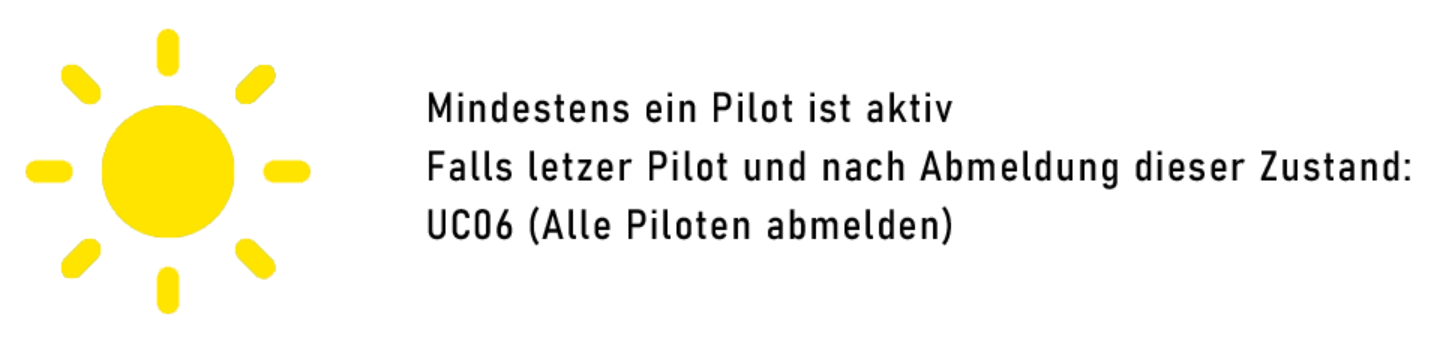 Mindestens ein Pilot ist aktiv
Falls letzer Pilot und nach Abmeldung dieser Zustand:
UC06 (Alle Piloten abmelden)